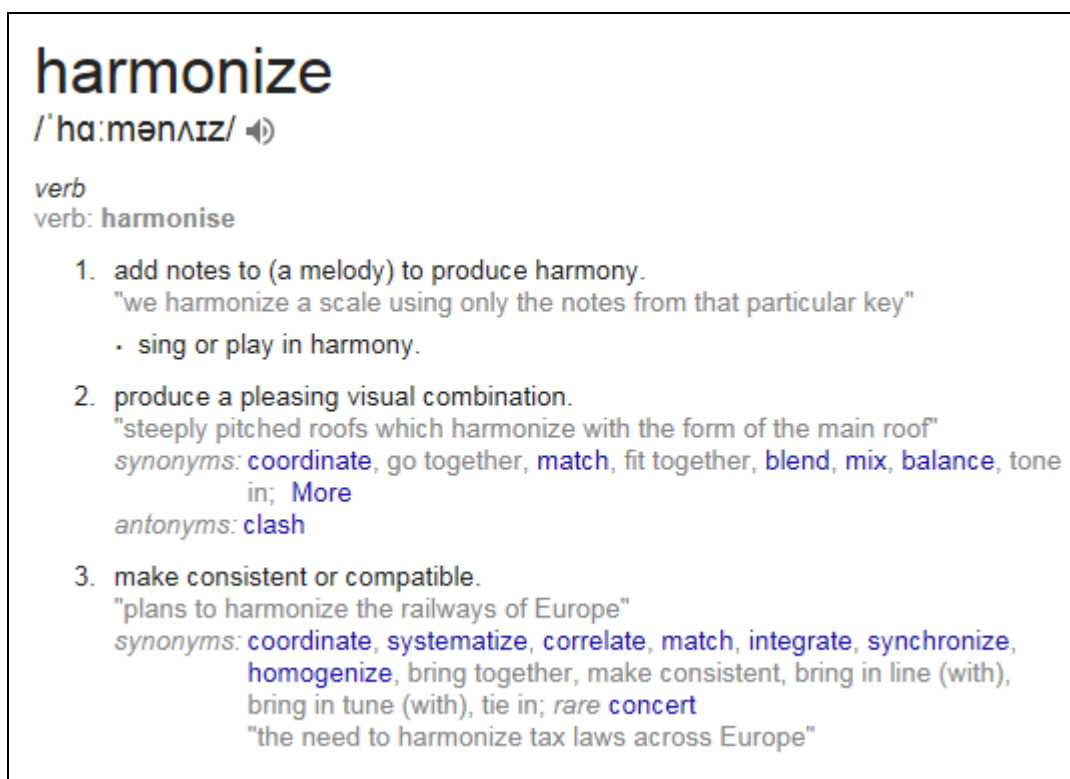 harmonize
/ˈhɑːmənʌɪz/
verb
verb: harmonise
1. add notes to (a melody) to produce harmony.
"we harmonize a scale using only the notes from that particular key"
· sing or play in harmony.
2. produce a pleasing visual combination.
"steeply pitched roofs which harmonize with the form of the main roof"
synonyms: coordinate, go together, match, fit together, blend, mix, balance, tone
in; More
antonyms: clash
3. make consistent or compatible.
"plans to harmonize the railways of Europe"
synonyms: coordinate, systematize, correlate, match, integrate, synchronize,
homogenize, bring together, make consistent, bring in line (with),
bring in tune (with), tie in; rare concert
"the need to harmonize tax laws across Europe"